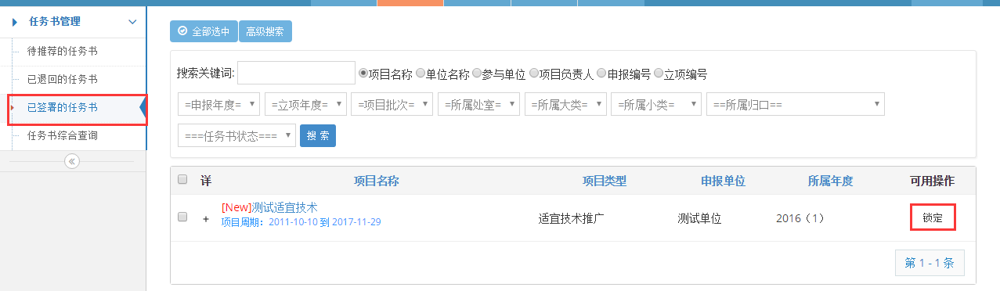 任务书管理
待推荐的任务书
已退回的任务书
已签署的任务书
任务书综合查询
全部选中 高级搜索
搜索关键词: 项目名称 单位名称 参与单位 项目负责人 申报编号 立项编号
=申报年度= =立项年度= =项目批次= =所属处室= =所属大类= =所属小类= ==所属归口==
===任务书状态=== 搜 索
详 项目名称 项目类型 申报单位 所属年度 可用操作
+ [New]测试适宜技术 适宜技术推广 测试单位 2016（1） 锁定
项目周期：2011-10-10 到 2017-11-29
第 1 - 1 条